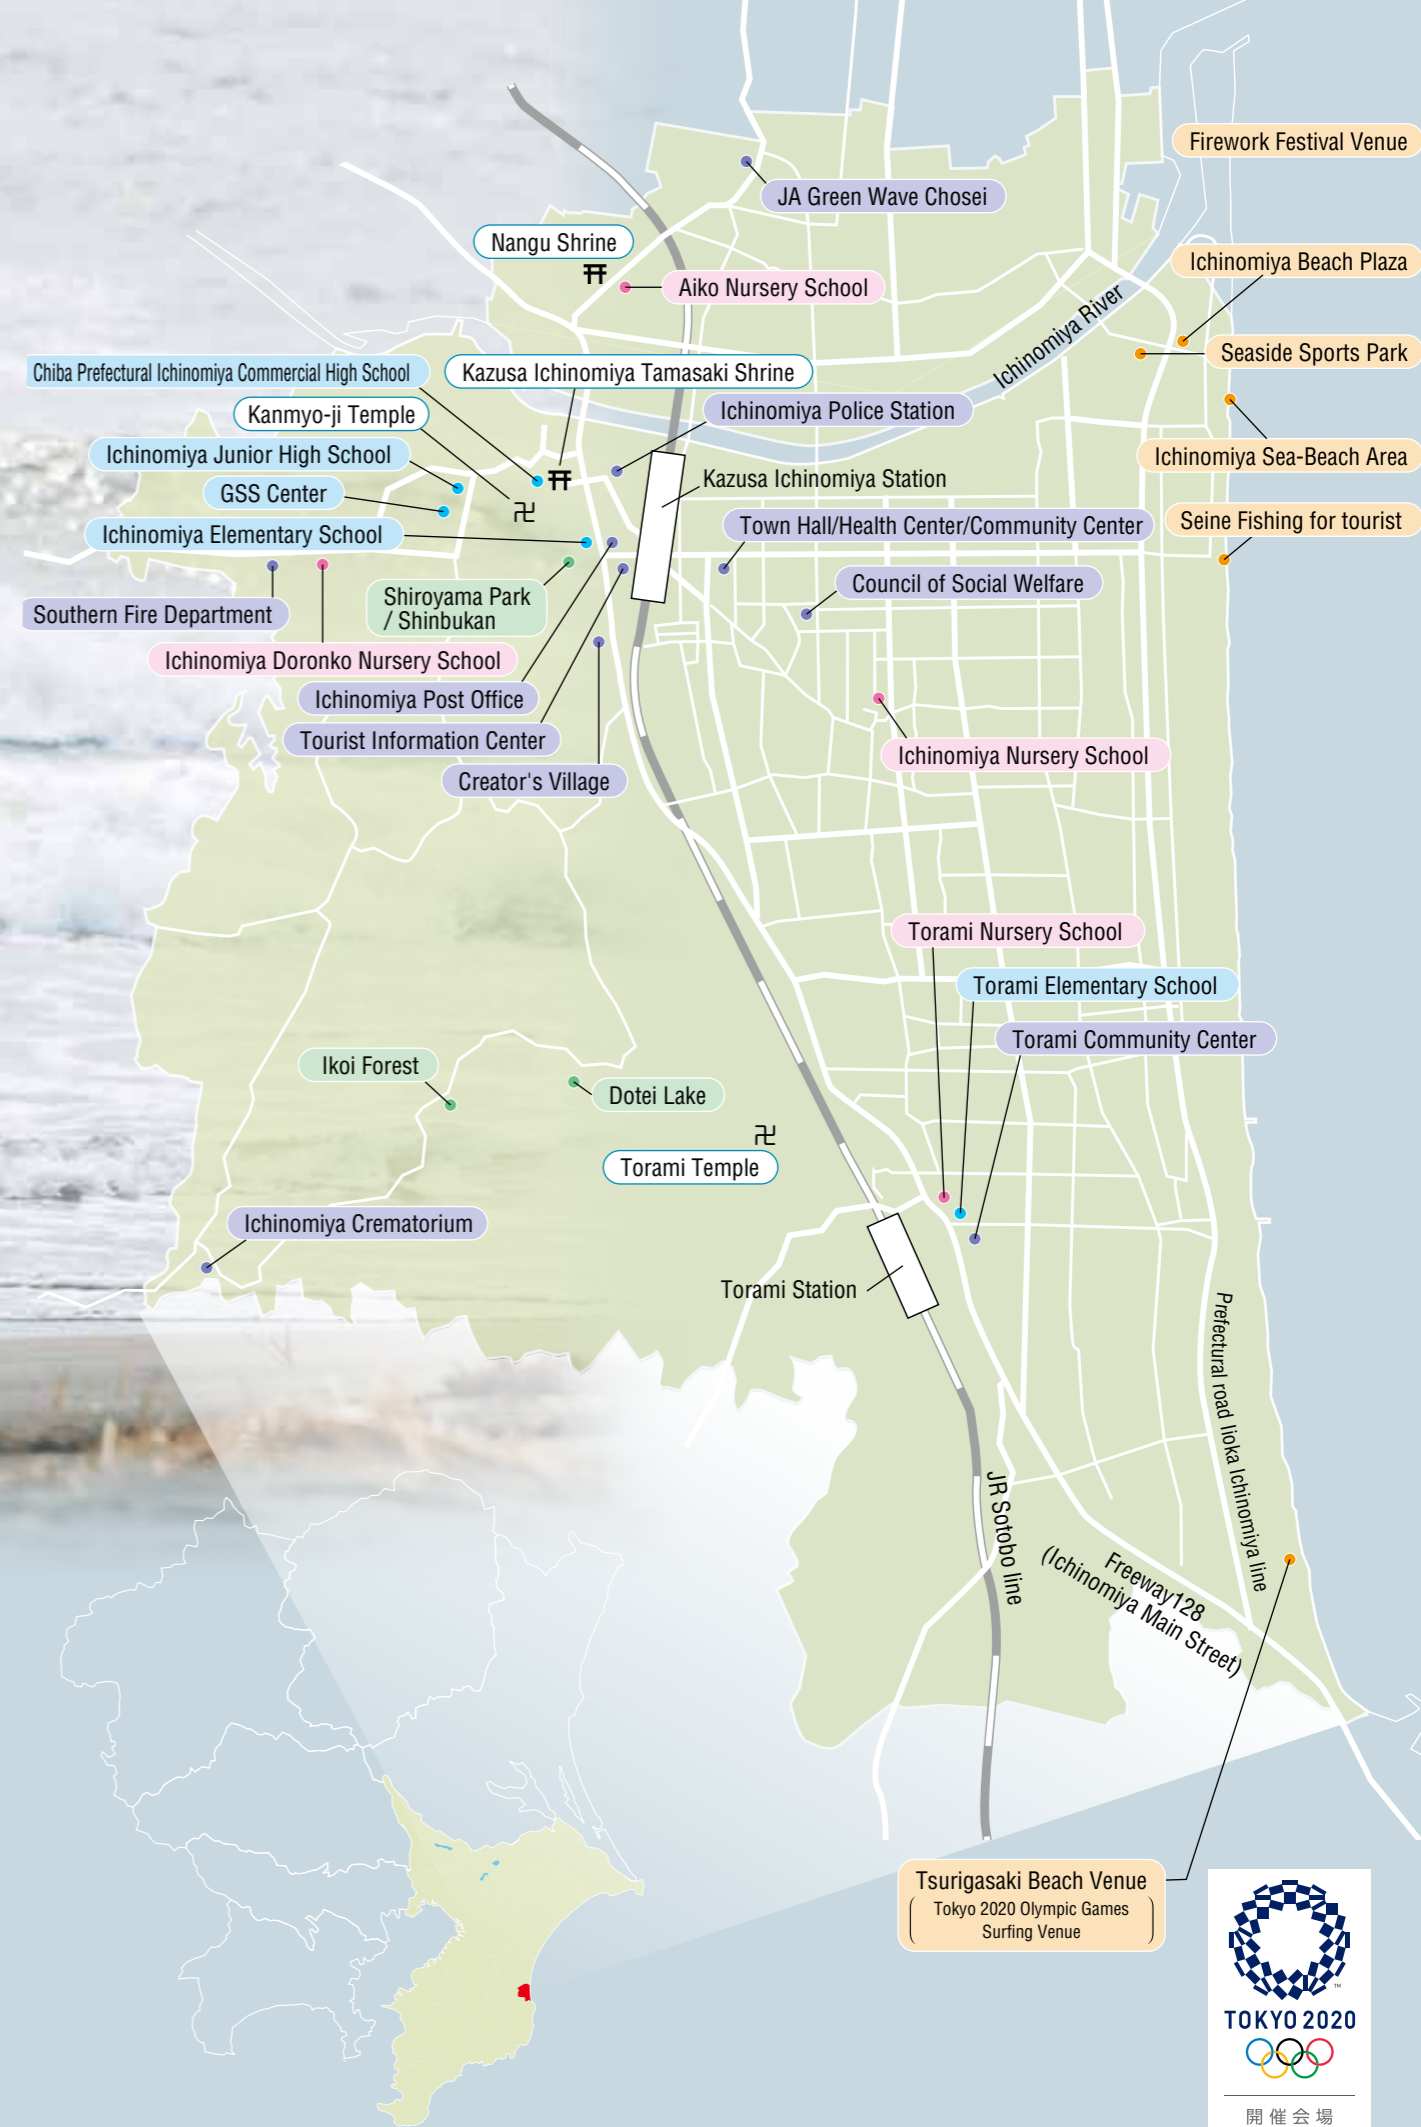 Firework Festival Venue
JA Green Wave Chosei
Nangu Shrine
Aiko Nursery School
Ichinomiya Beach Plaza
Ichinomiya River
Seaside Sports Park
Chiba Prefectural Ichinomiya Commercial High School
Kazusa Ichinomiya Tamasaki Shrine
Kanmyo-ji Temple
Ichinomiya Police Station
Ichinomiya Junior High School
Ichinomiya Sea-Beach Area
Kazusa Ichinomiya Station
GSS Center
卍
Seine Fishing for tourist
Town Hall/Health Center/Community Center
Ichinomiya Elementary School
Council of Social Welfare
Shiroyama Park
/ Shinbukan
Southern Fire Department
Ichinomiya Doronko Nursery School
Ichinomiya Post Office
Tourist Information Center
Ichinomiya Nursery School
Creator's Village
Torami Nursery School
Torami Elementary School
Torami Community Center
Ikoi Forest
Dotei Lake
卍
Torami Temple
Ichinomiya Crematorium
Torami Station
Prefectural road Iioka Ichinomiya line
JR Sotobo line
Freeway128
(Ichinomiya Main Street)
Tsurigasaki Beach Venue
Tokyo 2020 Olympic Games
Surfing Venue
TM
TOKYO 2020
開催会場